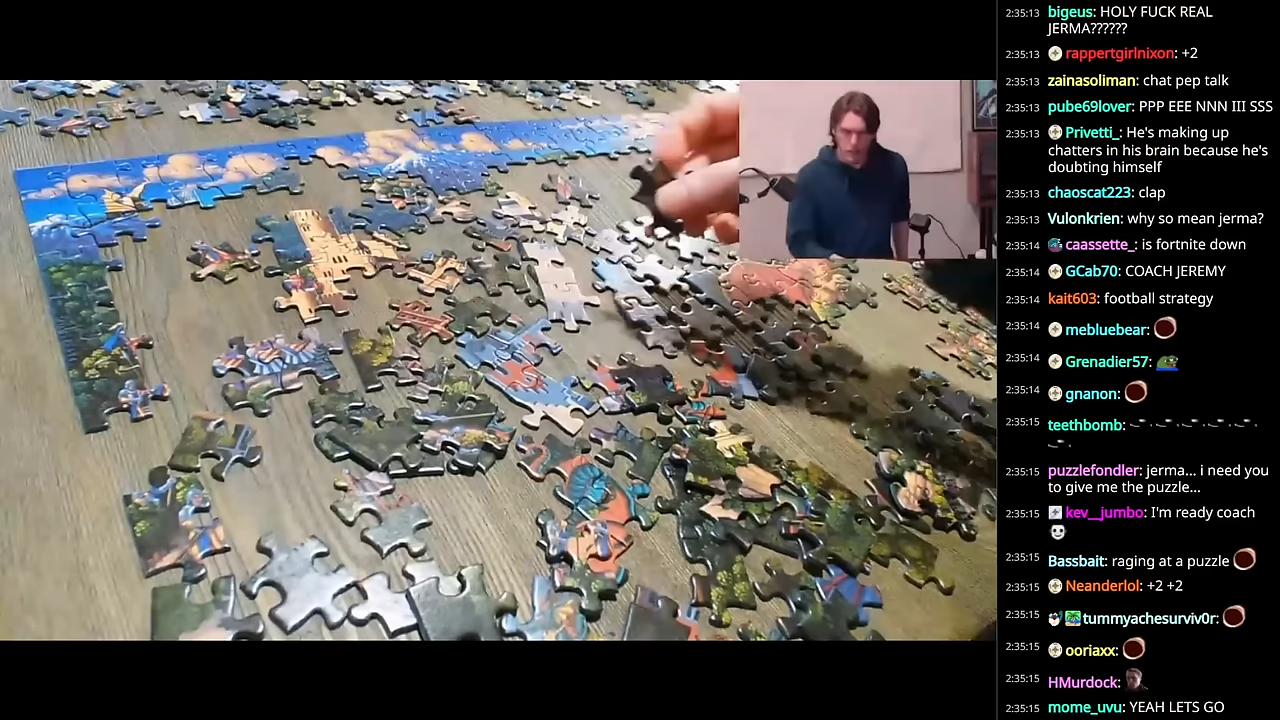 2:35:13 bigeus: HOLY FUCK REAL
JERMA??????
2:35:13 rappertgirlnixon: +2
2:35:13 zainasoliman: chat pep talk
2:35:13 pube69lover: PPP EEE NNN III SSS
2:35:13 Privetti_: He's making up
chatters in his brain because he's
doubting himself
2:35:13 chaoscat223: clap
2:35:13 Vulonkrien: why so mean jerma?
2:35:14 caassette_: is fortnite down
2:35:14 GCab70: COACH JEREMY
2:35:14 kait603: football strategy
2:35:14 mebluebear:
2:35:14 Grenadier57:
2:35:14 gnanon:
2:35:15 teethbomb:
2:35:15 puzzlefondler: jerma... i need you
to give me the puzzle...
2:35:15 kev__jumbo: I'm ready coach
2:35:15 Bassbait: raging at a puzzle
2:35:15 Neanderlol: +2 +2
2:35:15 tummyachesurviv0r:
2:35:15 ooriaxx:
2:35:15 HMurdock:
2:35:15 mome_uvu: YEAH LETS GO